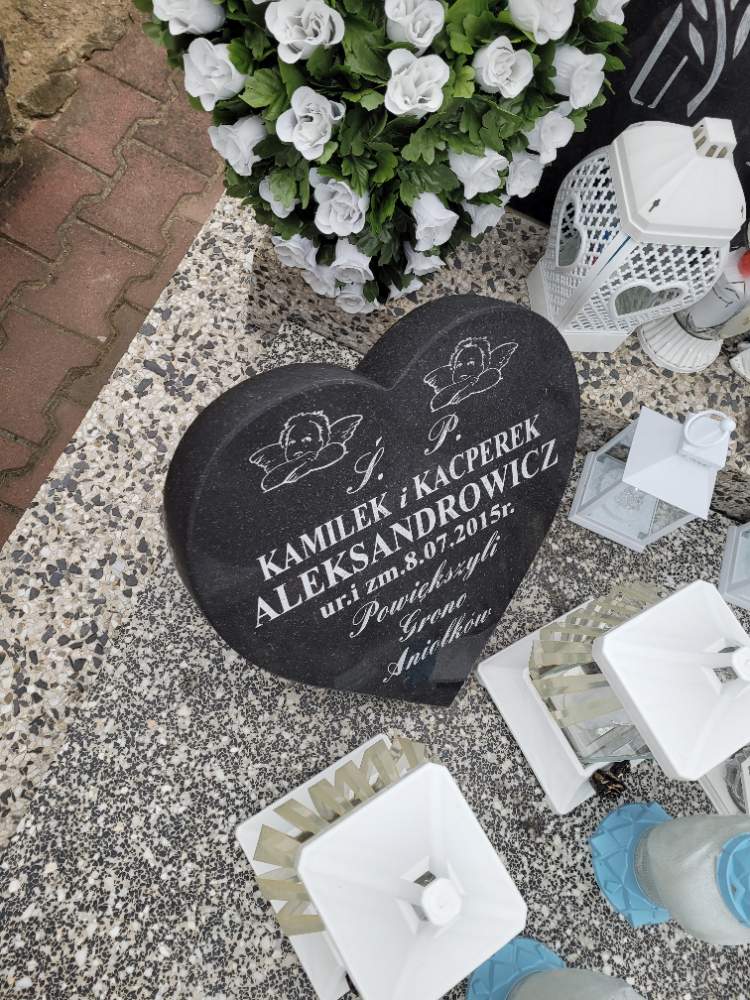 Ś. P.
KAMILEK i KACPEREK
ALEKSANDROWICZ
ur.i zm.8.07.2015r.
Powiększyli
Grono
Aniołków